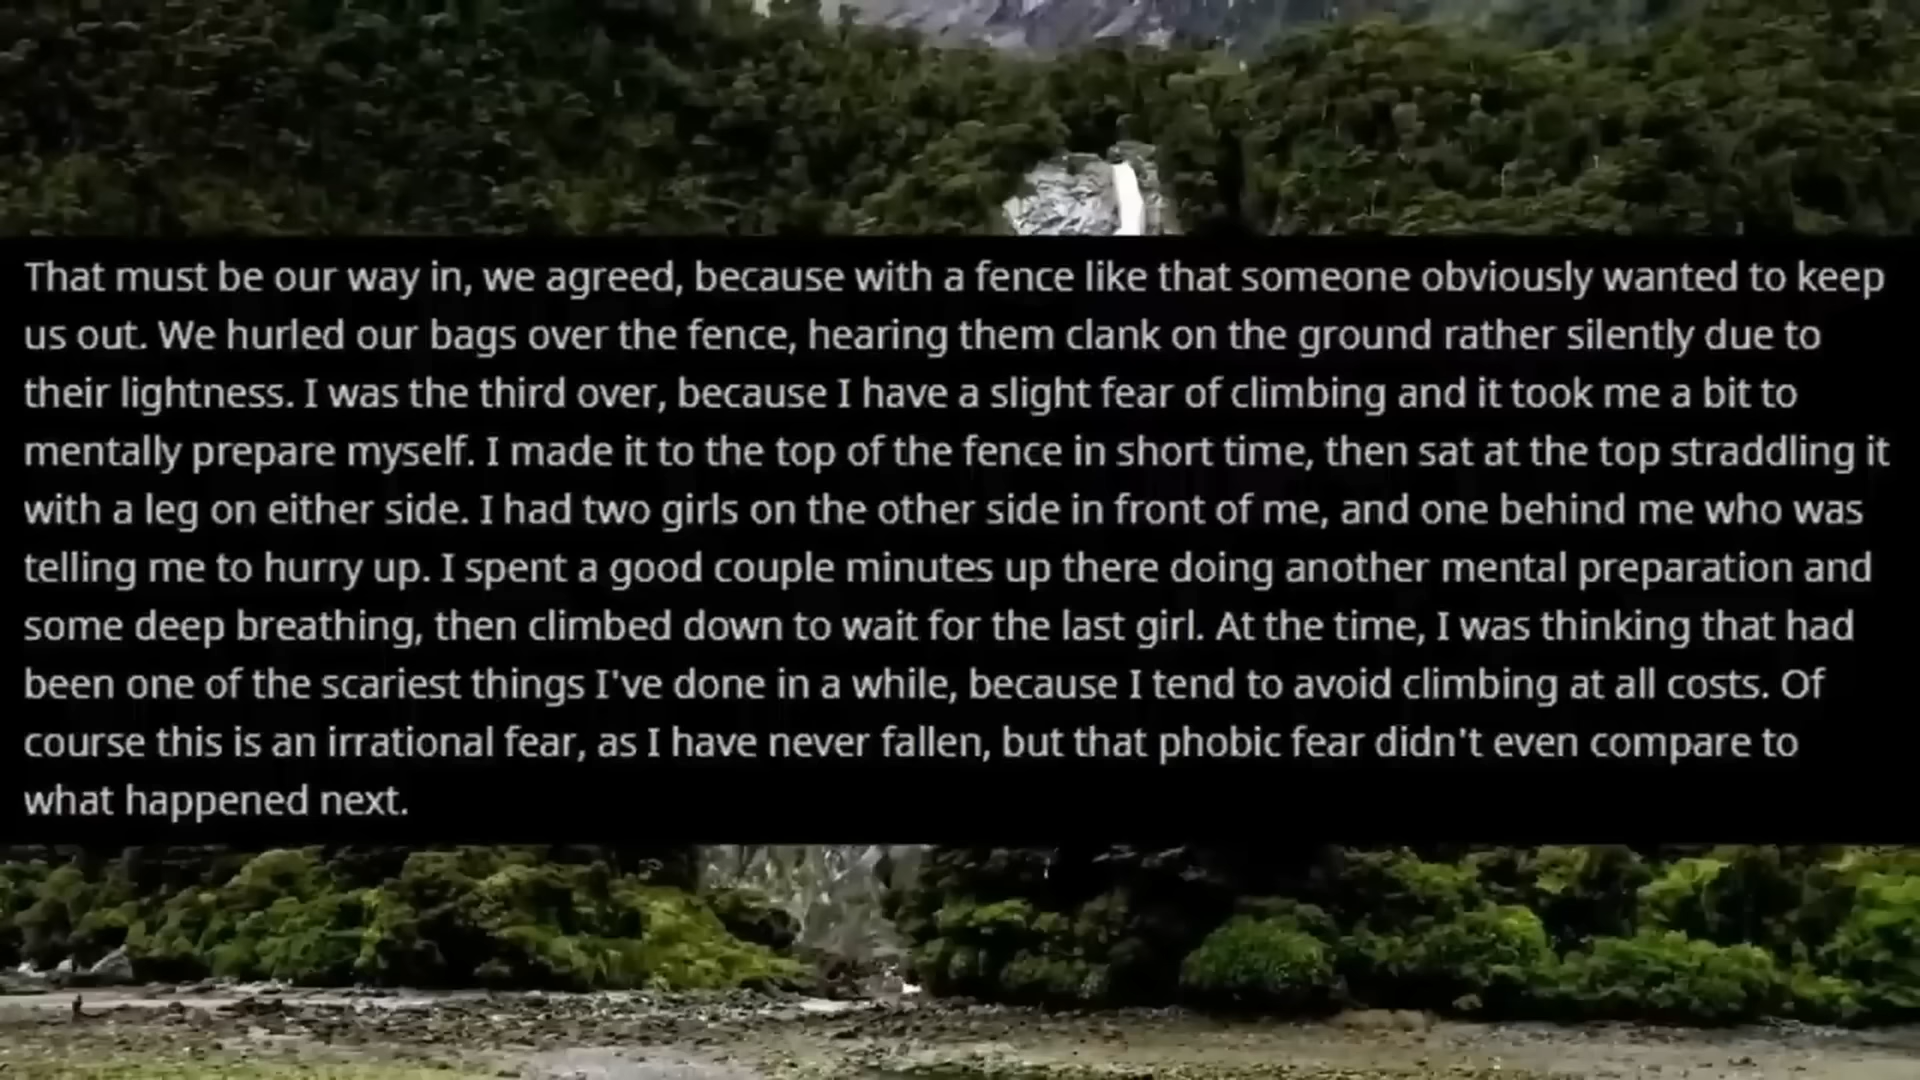 That must be our way in, we agreed, because with a fence like that someone obviously wanted to keep
us out. We hurled our bags over the fence, hearing them clank on the ground rather silently due to
their lightness. I was the third over, because I have a slight fear of climbing and it took me a bit to
mentally prepare myself. I made it to the top of the fence in short time, then sat at the top straddling it
with a leg on either side. I had two girls on the other side in front of me, and one behind me who was
telling me to hurry up. I spent a good couple minutes up there doing another mental preparation and
some deep breathing, then climbed down to wait for the last girl. At the time, I was thinking that had
been one of the scariest things I've done in a while, because I tend to avoid climbing at all costs. Of
course this is an irrational fear, as I have never fallen, but that phobic fear didn't even compare to
what happened next.